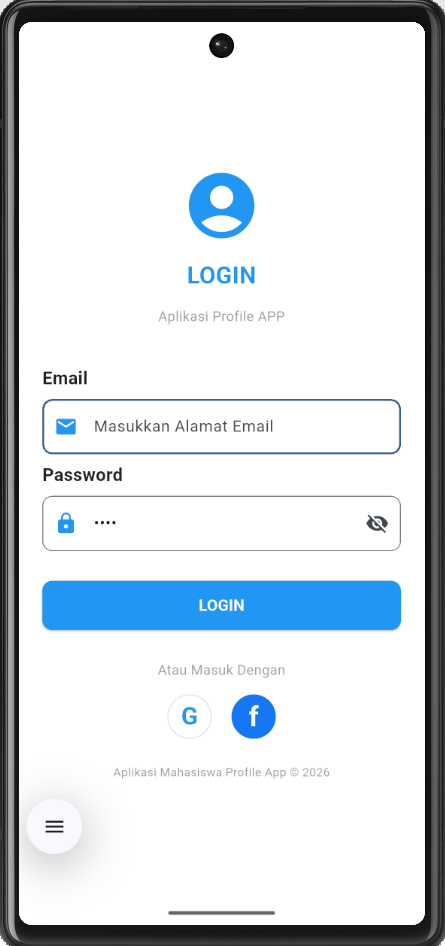 LOGIN
Aplikasi Profile APP
Email
Masukkan Alamat Email
Password
••••
LOGIN
Atau Masuk Dengan
G f
Aplikasi Mahasiswa Profile App © 2026